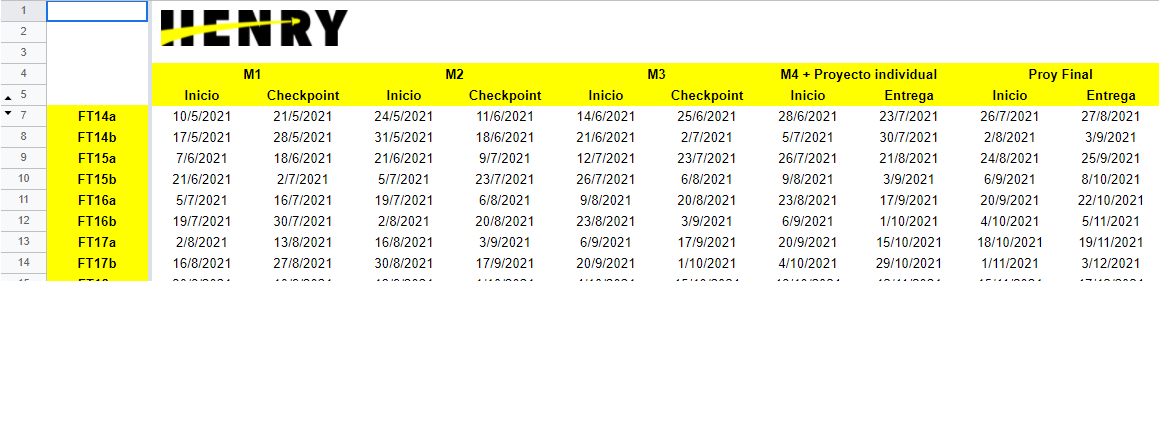 1
HENRY
2
3
4 M1 M2 M3 M4 + Proyecto individual Proy Final
5 Inicio Checkpoint Inicio Checkpoint Inicio Checkpoint Inicio Entrega Inicio Entrega
7 FT14a 10/5/2021 21/5/2021 24/5/2021 11/6/2021 14/6/2021 25/6/2021 28/6/2021 23/7/2021 26/7/2021 27/8/2021
8 FT14b 17/5/2021 28/5/2021 31/5/2021 18/6/2021 21/6/2021 2/7/2021 5/7/2021 30/7/2021 2/8/2021 3/9/2021
9 FT15a 7/6/2021 18/6/2021 21/6/2021 9/7/2021 12/7/2021 23/7/2021 26/7/2021 21/8/2021 24/8/2021 25/9/2021
10 FT15b 21/6/2021 2/7/2021 5/7/2021 23/7/2021 26/7/2021 6/8/2021 9/8/2021 3/9/2021 6/9/2021 8/10/2021
11 FT16a 5/7/2021 16/7/2021 19/7/2021 6/8/2021 9/8/2021 20/8/2021 23/8/2021 17/9/2021 20/9/2021 22/10/2021
12 FT16b 19/7/2021 30/7/2021 2/8/2021 20/8/2021 23/8/2021 3/9/2021 6/9/2021 1/10/2021 4/10/2021 5/11/2021
13 FT17a 2/8/2021 13/8/2021 16/8/2021 3/9/2021 6/9/2021 17/9/2021 20/9/2021 15/10/2021 18/10/2021 19/11/2021
14 FT17b 16/8/2021 27/8/2021 30/8/2021 17/9/2021 20/9/2021 1/10/2021 4/10/2021 29/10/2021 1/11/2021 3/12/2021